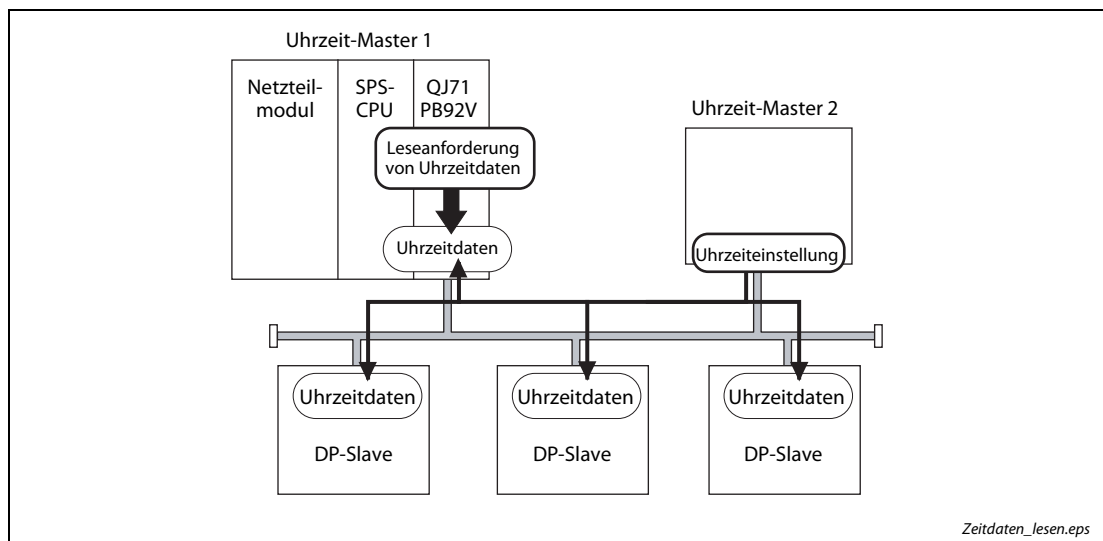 Uhrzeit-Master 1
Netzteil-
modul
SPS-
CPU
QJ71
PB92V
Leseanforderung
von Uhrzeitdaten
Uhrzeitdaten
Uhrzeit-Master 2
Uhrzeiteinstellung
Uhrzeitdaten
DP-Slave
Uhrzeitdaten
DP-Slave
Uhrzeitdaten
DP-Slave
Zeitdaten_lesen.eps